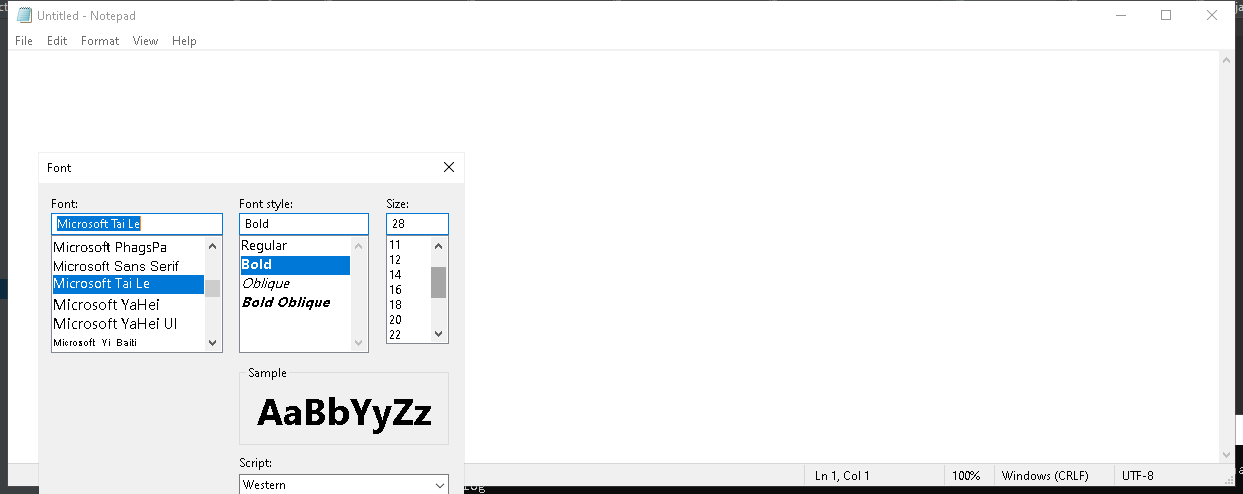 Untitled - Notepad
File Edit Format View Help
Font
Font: Font style: Size:
Microsoft Tai Le Bold 28
Microsoft PhagsPa Regular 11
Microsoft Sans Serif Bold 12
Microsoft Tai Le Oblique 14
Microsoft YaHei Bold Oblique 16
Microsoft YaHei UI 18
Microsoft Yi Baiti 20
22
Sample
AaBbYyZz
Script:
Western
Ln 1, Col 1 100% Windows (CRLF) UTF-8